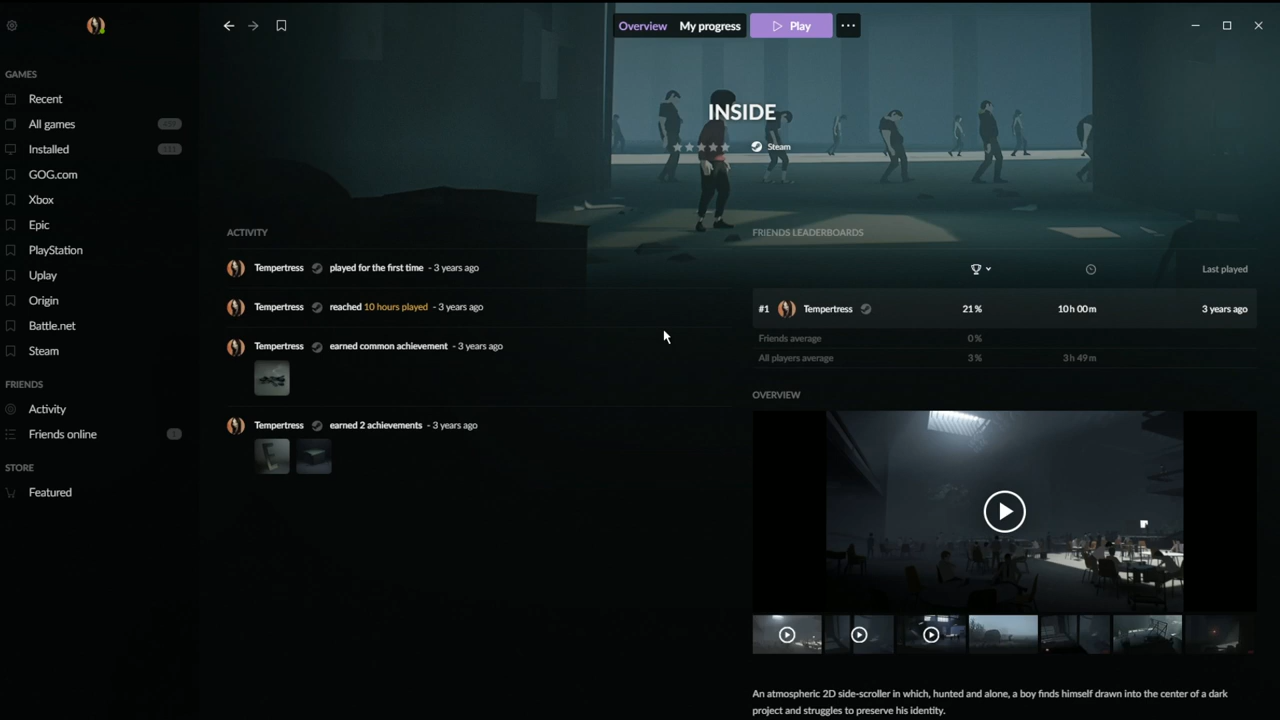 Overview My progress Play
GAMES
Recent
All games
Installed
GOG.com
Xbox
Epic
PlayStation
Uplay
Origin
Battle.net
Steam
FRIENDS
Activity
Friends online 1
STORE
Featured
INSIDE
Steam
ACTIVITY
Tempertress played for the first time - 3 years ago
Tempertress reached 10 hours played - 3 years ago
Tempertress earned common achievement - 3 years ago
Tempertress earned 2 achievements - 3 years ago
FRIENDS LEADERBOARDS
Last played
#1 Tempertress 21 % 10 h 00 m 3 years ago
Friends average 0 %
All players average 3 % 3 h 49 m
OVERVIEW
An atmospheric 2D side-scroller in which, hunted and alone, a boy finds himself drawn into the center of a dark
project and struggles to preserve his identity.